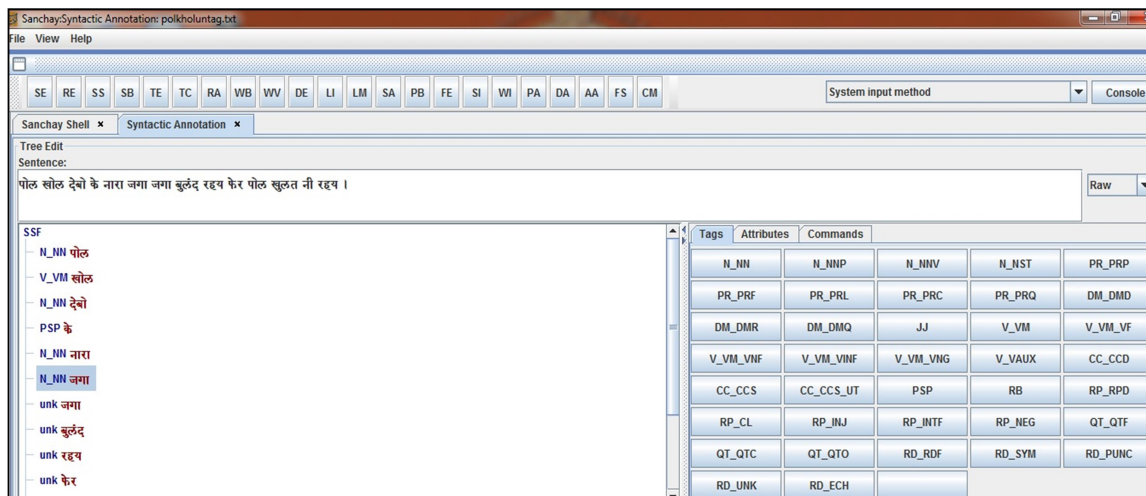 Sanchay:Syntactic Annotation: polkholuntag.txt
File View Help
SE RE SS SB TE TC RA WB WV DE LI LM SA PB FE SI WI PA DA AA FS CM System input method Console
Sanchay Shell × Syntactic Annotation ×
Tree Edit
Sentence:
पोल खोल देबो के नारा जगा जगा बुलंद रहय फेर पोल खुलत नी रहय ।
Raw
SSF
N_NN पोल
V_VM खोल
N_NN देबो
PSP के
N_NN नारा
N_NN जगा
unk जगा
unk बुलंद
unk रहय
unk फेर
Tags Attributes Commands
N_NN N_NNP N_NNV N_NST PR_PRP
PR_PRF PR_PRL PR_PRC PR_PRQ DM_DMD
DM_DMR DM_DMQ JJ V_VM V_VM_VF
V_VM_VNF V_VM_VINF V_VM_VNG V_VAUX CC_CCD
CC_CCS CC_CCS_UT PSP RB RP_RPD
RP_CL RP_INJ RP_INTF RP_NEG QT_QTF
QT_QTC QT_QTO RD_RDF RD_SYM RD_PUNC
RD_UNK RD_ECH